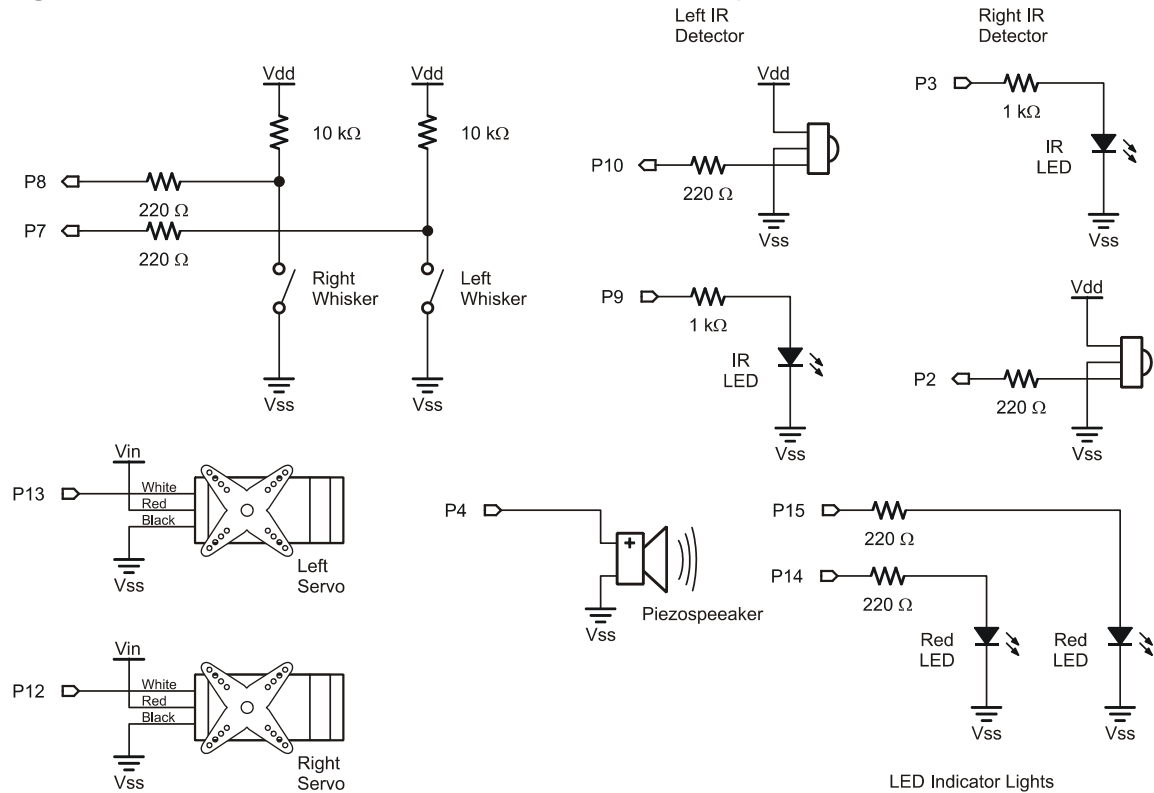 Left IR
Detector
Right IR
Detector
Vdd
Vdd
10 kΩ
10 kΩ
P8
220 Ω
P7
220 Ω
Right
Whisker
Left
Whisker
Vss
Vss
Vdd
P10
220 Ω
Vss
P3
1 kΩ
IR
LED
Vss
P9
1 kΩ
IR
LED
Vss
Vdd
P2
220 Ω
Vss
Vin
P13
White
Red
Black
Vss
Left
Servo
Vin
P12
White
Red
Black
Vss
Right
Servo
P4
+
Vss
Piezospeeaker
P15
220 Ω
P14
220 Ω
Red
LED
Red
LED
Vss
Vss
LED Indicator Lights